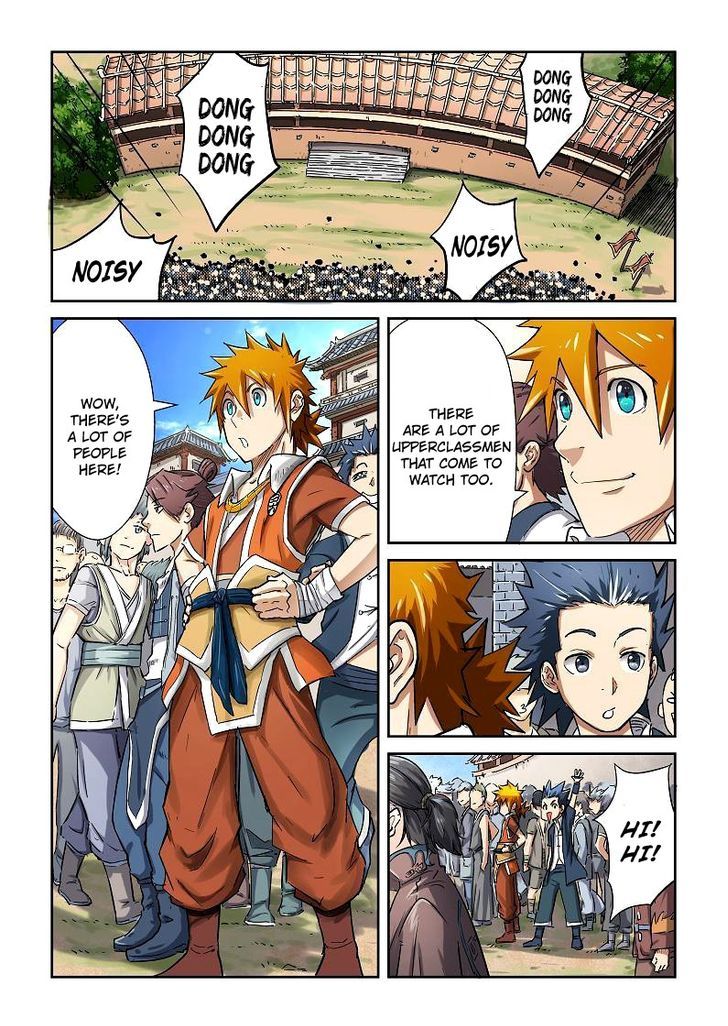 DONG
DONG
DONG
DONG
DONG
DONG
NOISY
NOISY
WOW,
THERE'S
A LOT OF
PEOPLE
HERE!
THERE
ARE A LOT OF
UPPERCLASSMEN
THAT COME TO
WATCH TOO.
HI!
HI!